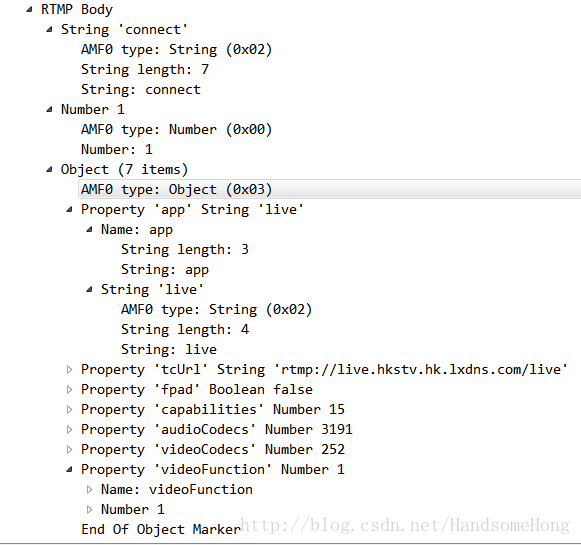 RTMP Body
String 'connect'
AMF0 type: String (0x02)
String length: 7
String: connect
Number 1
AMF0 type: Number (0x00)
Number: 1
Object (7 items)
AMF0 type: Object (0x03)
Property 'app' String 'live'
Name: app
String length: 3
String: app
String 'live'
AMF0 type: String (0x02)
String length: 4
String: live
Property 'tcUrl' String 'rtmp://live.hkstv.hk.lxdns.com/live'
Property 'fpad' Boolean false
Property 'capabilities' Number 15
Property 'audioCodecs' Number 3191
Property 'videoCodecs' Number 252
Property 'videoFunction' Number 1
Name: videoFunction
Number 1
End Of Object Marker
http://blog.csdn.net/HandsomeHong